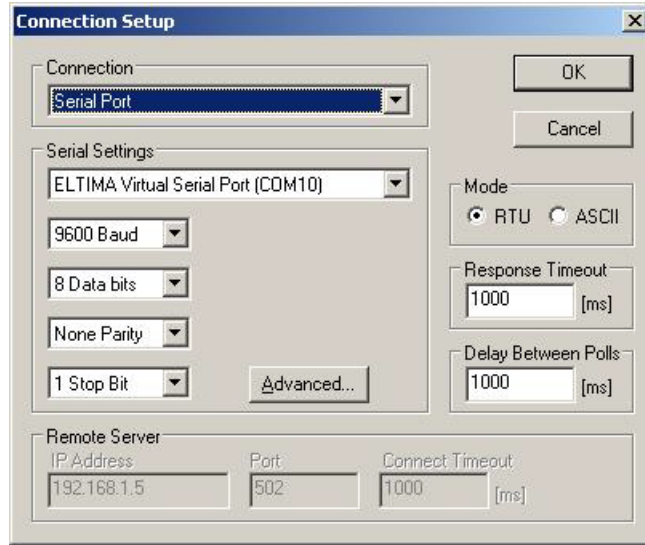 Connection Setup
Connection
Serial Port
OK
Cancel
Serial Settings
ELTIMA Virtual Serial Port (COM10)
9600 Baud
8 Data bits
None Parity
1 Stop Bit
Advanced...
Mode
RTU ASCII
Response Timeout
1000 [ms]
Delay Between Polls
1000 [ms]
Remote Server
IP Address Port Connect Timeout
192.168.1.5 502 1000 [ms]